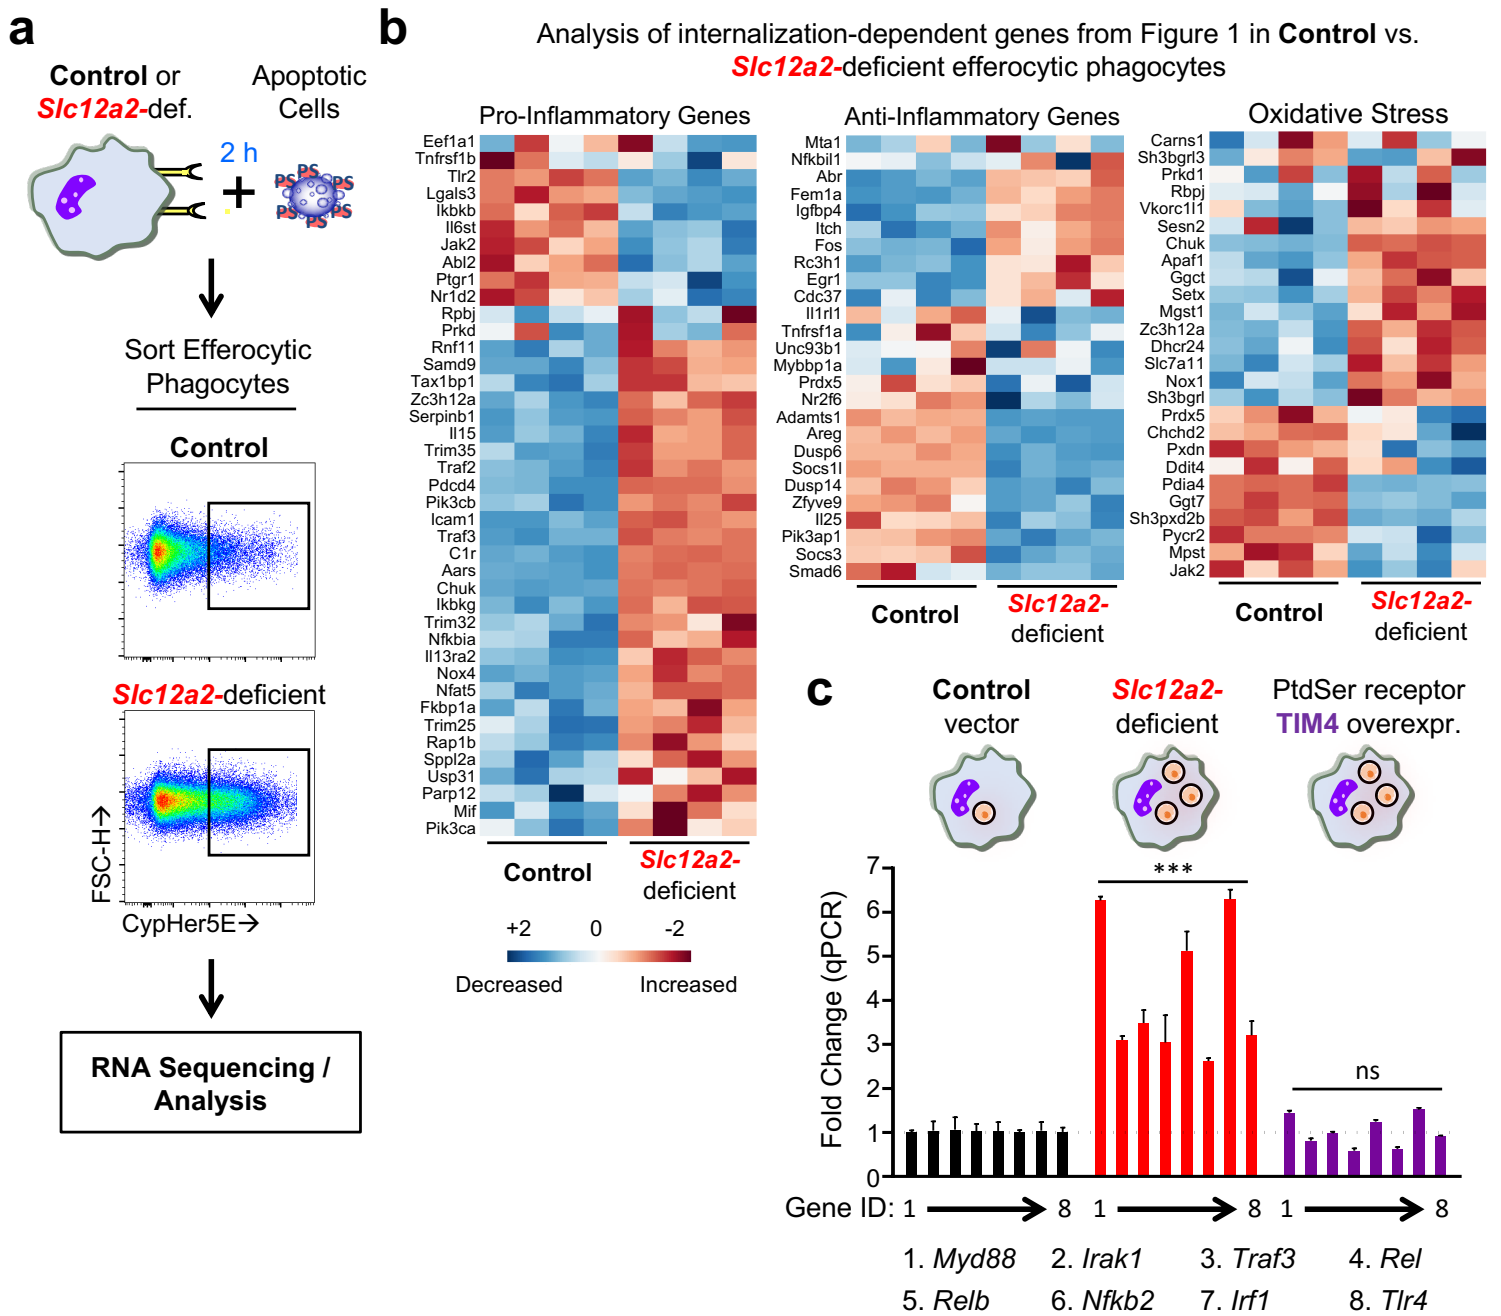 a
Control or
Slc12a2-def.
Apoptotic
Cells
2 h
+
PS
PS
PS
PS
PS
PS
Sort Efferocytic
Phagocytes
Control
Slc12a2-deficient
FSC-H→
CypHer5E→
RNA Sequencing /
Analysis
b
Analysis of internalization-dependent genes from Figure 1 in Control vs.
Slc12a2-deficient efferocytic phagocytes
Pro-Inflammatory Genes
Eef1a1
Tnfrsf1b
Tlr2
Lgals3
Ikbkb
Il6st
Jak2
Abl2
Ptgr1
Nr1d2
Rpbj
Prkd
Rnf11
Samd9
Tax1bp1
Zc3h12a
Serpinb1
Il15
Trim35
Traf2
Pdcd4
Pik3cb
Icam1
Traf3
C1r
Aars
Chuk
Ikbkg
Trim32
Nfkbia
Il13ra2
Nox4
Nfat5
Fkbp1a
Trim25
Rap1b
Sppl2a
Usp31
Parp12
Mif
Pik3ca
Control
Slc12a2-
deficient
+2 0 -2
Decreased Increased
Anti-Inflammatory Genes
Mta1
Nfkbil1
Abr
Fem1a
Igfbp4
Itch
Fos
Rc3h1
Egr1
Cdc37
Il1rl1
Tnfrsf1a
Unc93b1
Mybbp1a
Prdx5
Nr2f6
Adamts1
Areg
Dusp6
Socs1l
Dusp14
Zfyve9
Il25
Pik3ap1
Socs3
Smad6
Control
Slc12a2-
deficient
Oxidative Stress
Carns1
Sh3bgrl3
Prkd1
Rbpj
Vkorc1l1
Sesn2
Chuk
Apaf1
Ggct
Setx
Mgst1
Zc3h12a
Dhcr24
Slc7a11
Nox1
Sh3bgrl
Prdx5
Chchd2
Pxdn
Ddit4
Pdia4
Ggt7
Sh3pxd2b
Pycr2
Mpst
Jak2
Control
Slc12a2-
deficient
c
Control
vector
Slc12a2-
deficient
PtdSer receptor
TIM4 overexpr.
Fold Change (qPCR)
7
6
5
4
3
2
1
0
***
ns
Gene ID: 1 8 1 8 1 8
1. Myd88 2. Irak1 3. Traf3 4. Rel
5. Relb 6. Nfkb2 7. Irf1 8. Tlr4